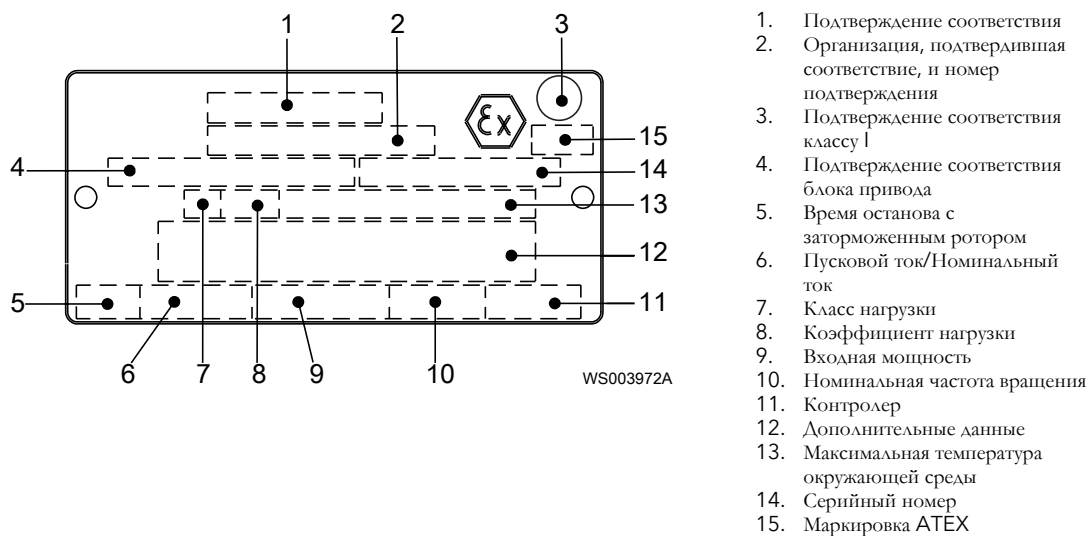 1 2 3
15
4 14
13
12
5 11
6 7 8 9 10
WS003972A
1. Подтверждение соответствия
2. Организация, подтвердившая
соответствие, и номер
подтверждения
3. Подтверждение соответствия
классу I
4. Подтверждение соответствия
блока привода
5. Время останова с
заторможенным ротором
6. Пусковой ток/Номинальный
ток
7. Класс нагрузки
8. Коэффициент нагрузки
9. Входная мощность
10. Номинальная частота вращения
11. Контролер
12. Дополнительные данные
13. Максимальная температура
окружающей среды
14. Серийный номер
15. Маркировка ATEX